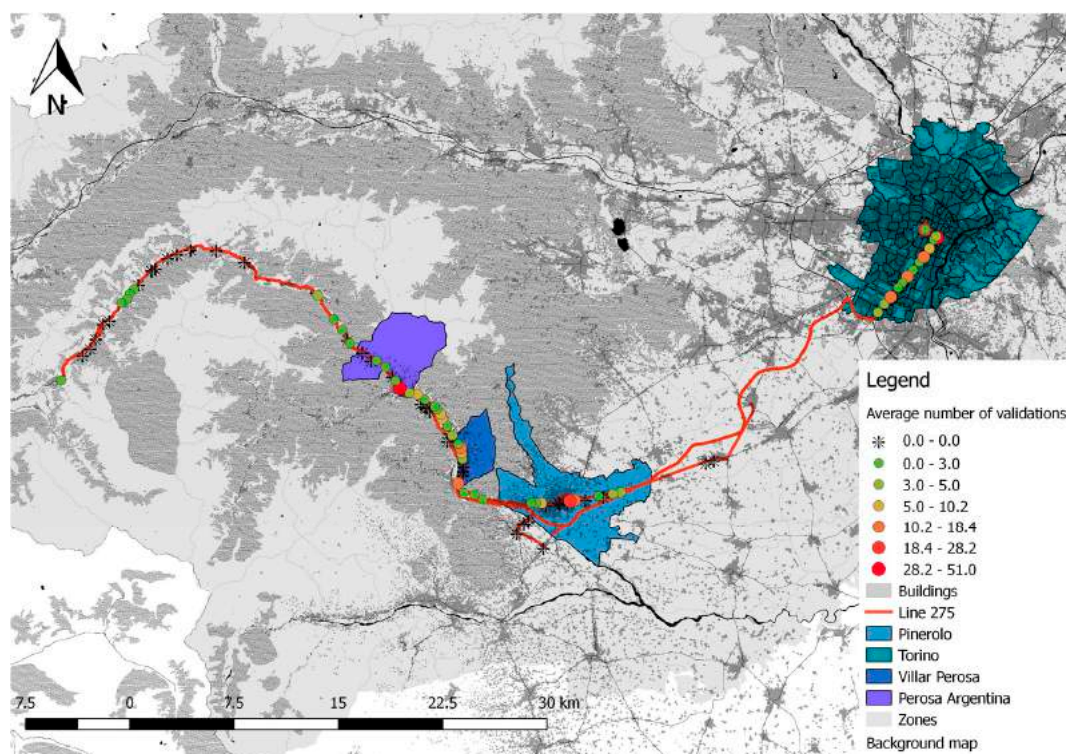 N
Legend
Average number of validations
0.0 - 0.0
0.0 - 3.0
3.0 - 5.0
5.0 - 10.2
10.2 - 18.4
18.4 - 28.2
28.2 - 51.0
Buildings
Line 275
Pinerolo
Torino
Villar Perosa
Perosa Argentina
Zones
Background map
7.5 0 7.5 15 22.5 30 km